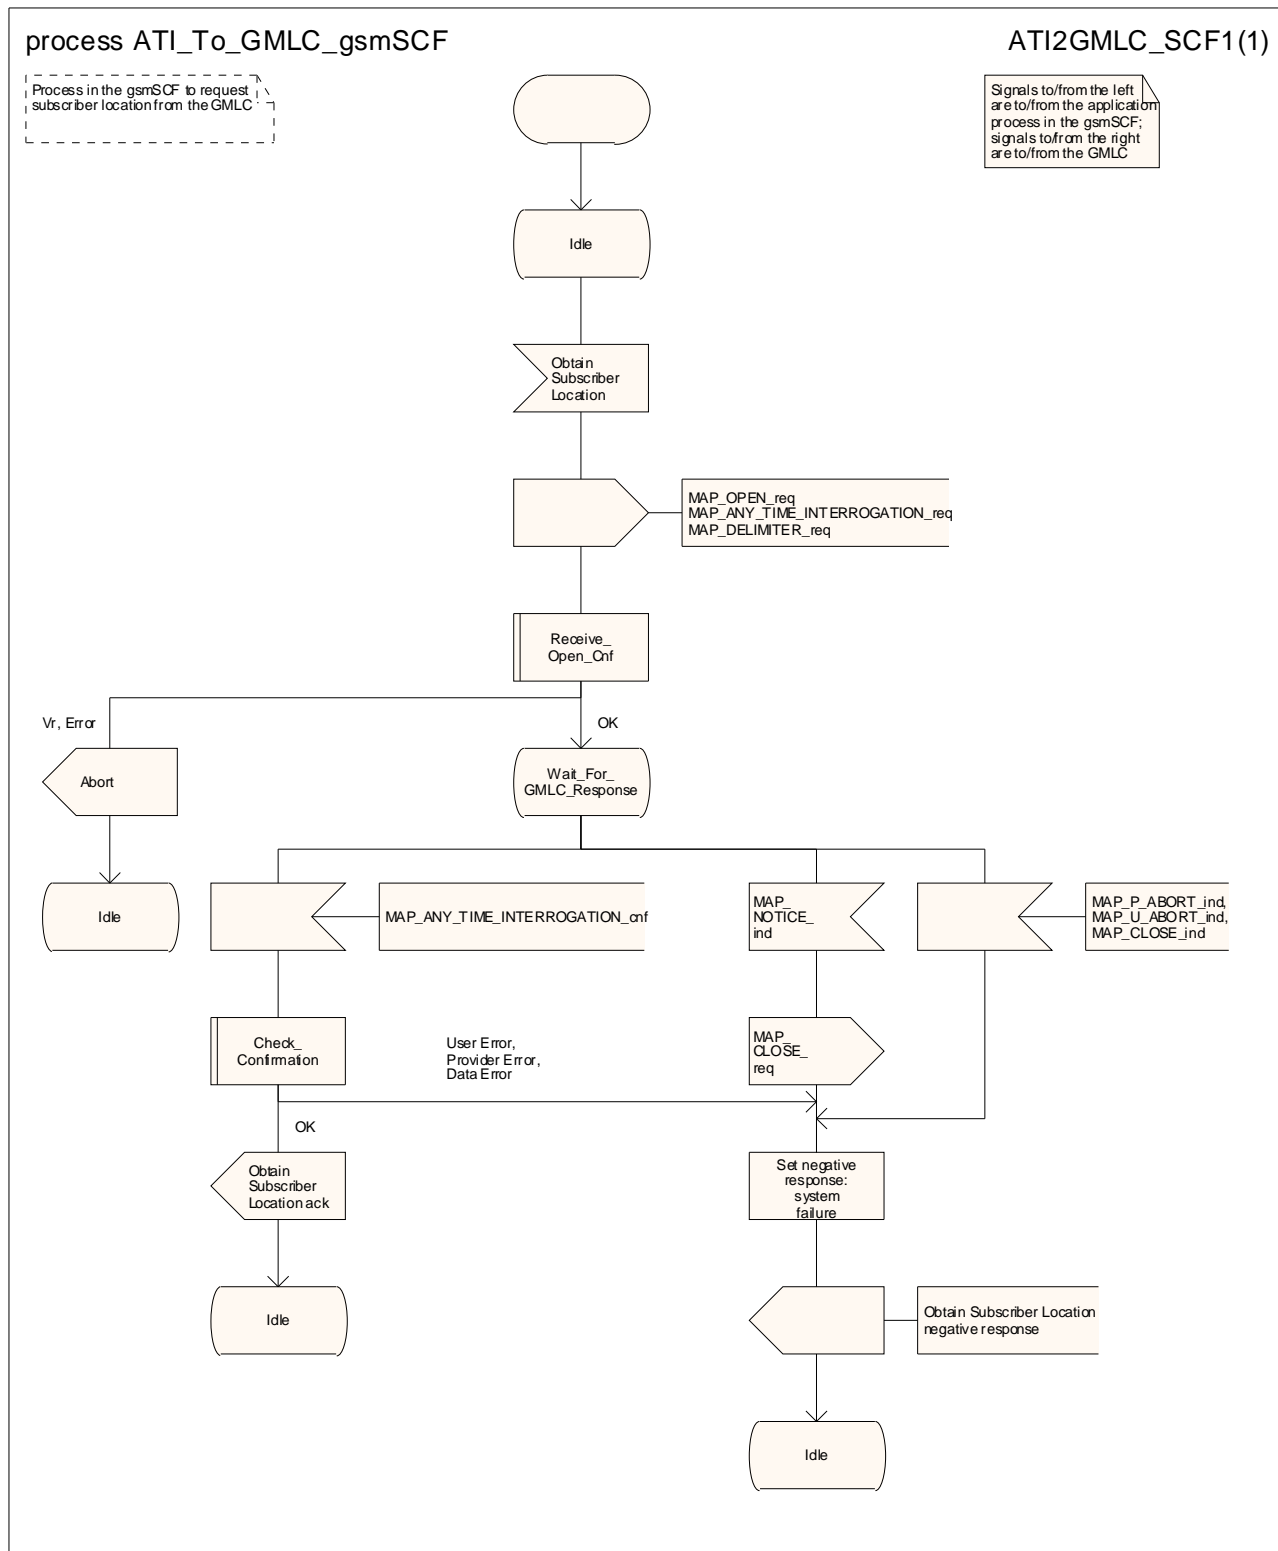 process ATI_To_GMLC_gsmSCF
ATI2GMLC_SCF1(1)
Process in the gsmSCF to request
subscriber location from the GMLC
Signals to/from the left
are to/from the application
process in the gsmSCF;
signals to/from the right
are to/from the GMLC
Idle
Obtain
Subscriber
Location
MAP_OPEN_req
MAP_ANY_TIME_INTERROGATION_req
MAP_DELIMITER_req
Receive_
Open_Cnf
Vr, Error
OK
Abort
Wait_For_
GMLC_Response
Idle
MAP_ANY_TIME_INTERROGATION_cnf
MAP_
NOTICE_
ind
MAP_P_ABORT_ind,
MAP_U_ABORT_ind,
MAP_CLOSE_ind
Check_
Confirmation
User Error,
Provider Error,
Data Error
MAP_
CLOSE_
req
OK
Obtain
Subscriber
Location ack
Set negative
response:
system
failure
Idle
Obtain Subscriber Location
negative response
Idle